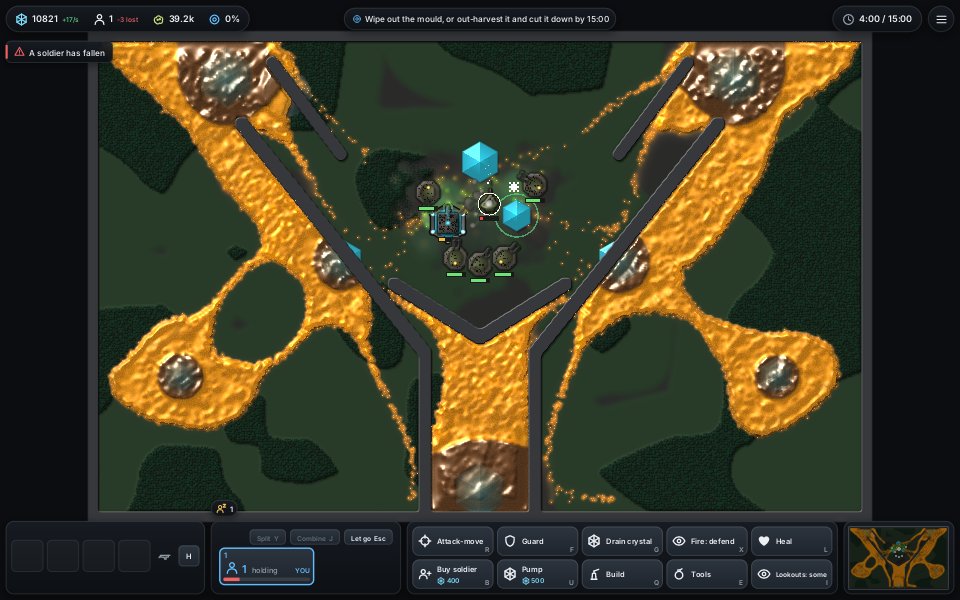 10821 +17/s 1 -3 lost 39.2k 0%
Wipe out the mould, or out-harvest it and cut it down by 15:00
4:00 / 15:00
A soldier has fallen
1
Split Y Combine J Let go Esc
1
1 holding YOU
H
Attack-move R
Guard F
Drain crystal G
Fire: defend X
Heal L
Buy soldier 400 B
Pump 500 U
Build Q
Tools E
Lookouts: some I